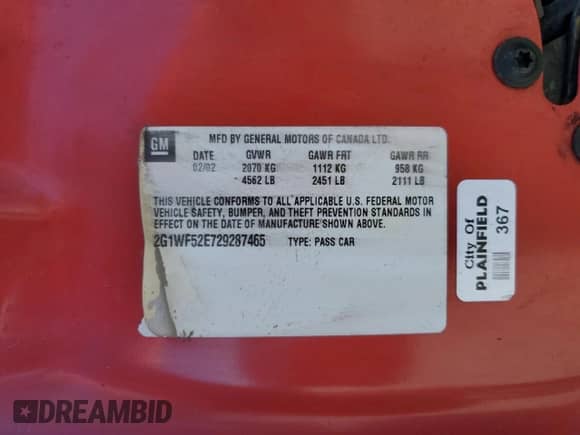 GM
MFD BY GENERAL MOTORS OF CANADA LTD.
DATE GVWR GAWR FRT GAWR RR
02/02 2070 KG 1112 KG 958 KG
4562 LB 2451 LB 2111 LB
THIS VEHICLE CONFORMS TO ALL APPLICABLE U.S. FEDERAL MOTOR
VEHICLE SAFETY, BUMPER, AND THEFT PREVENTION STANDARDS IN
EFFECT ON THE DATE OF MANUFACTURE SHOWN ABOVE.
2G1WF52E729287465 TYPE: PASS CAR
City Of
PLAINFIELD
367
DREAMBID